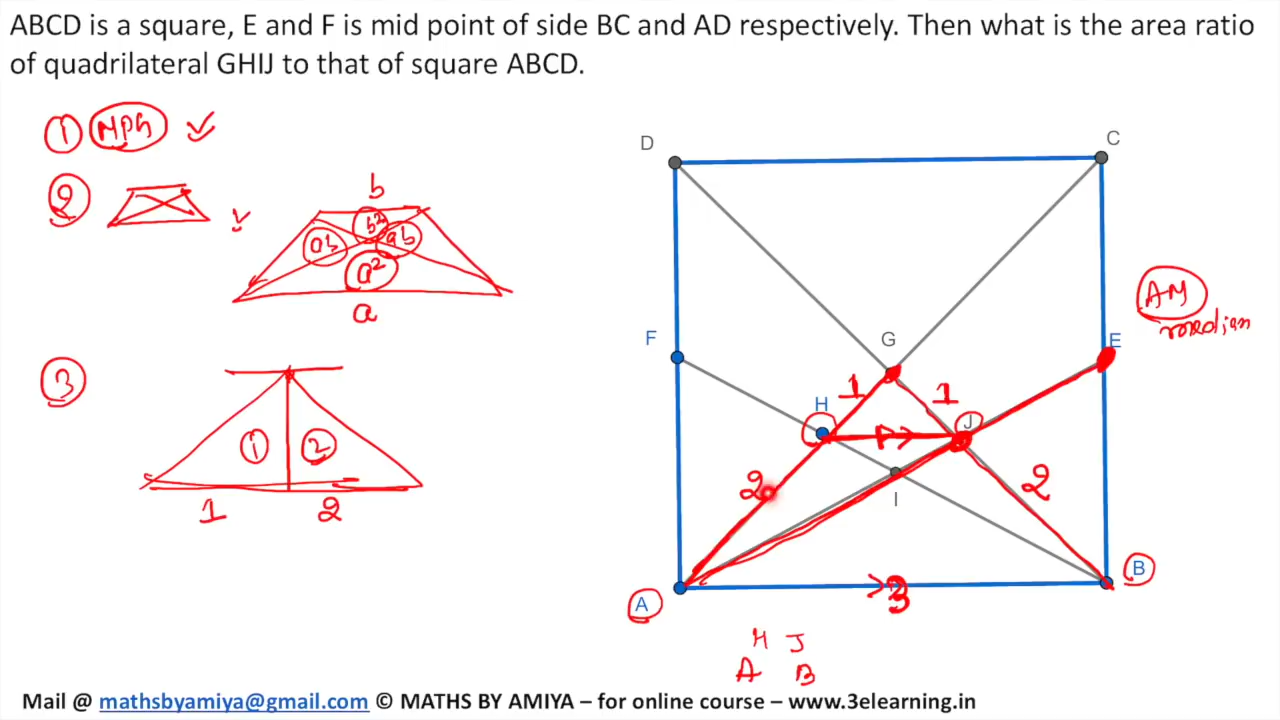 ABCD is a square, E and F is mid point of side BC and AD respectively. Then what is the area ratio
of quadrilateral GHIJ to that of square ABCD.
① MPG
②
b
b²
ab
ab
a²
a
③
① ②
1 2
D
C
F
E
G
H
J
I
A
B
1
1
2
2
3
AM
median
H J
A B
Mail @ mathsbyamiya@gmail.com © MATHS BY AMIYA – for online course – www.3elearning.in